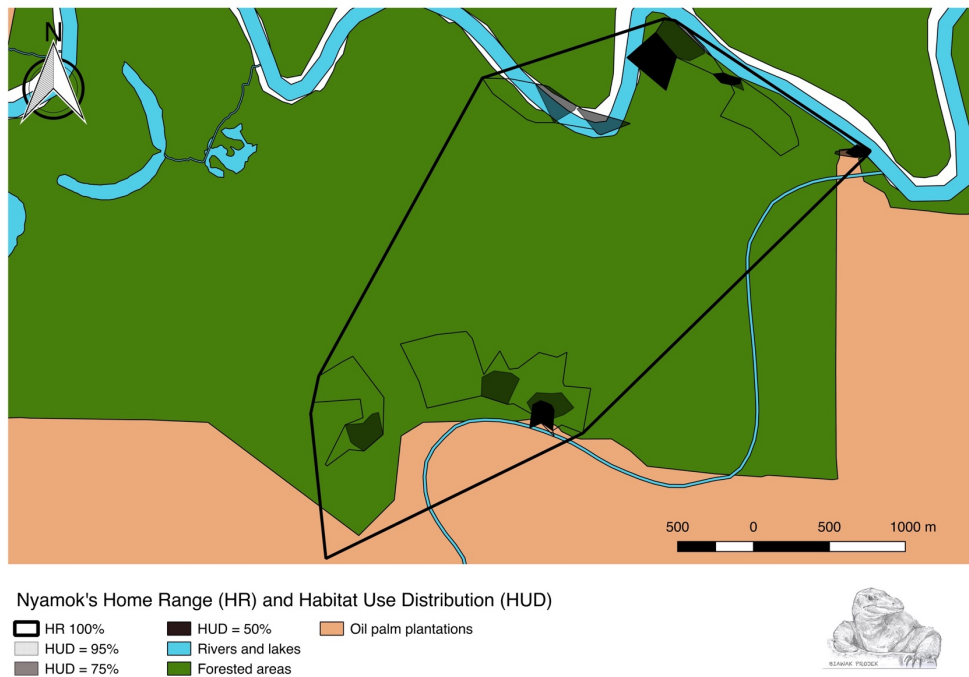 N
500 0 500 1000 m
Nyamok's Home Range (HR) and Habitat Use Distribution (HUD)
HR 100% HUD = 50% Oil palm plantations
HUD = 95% Rivers and lakes
HUD = 75% Forested areas
BIAWAK PROJEK